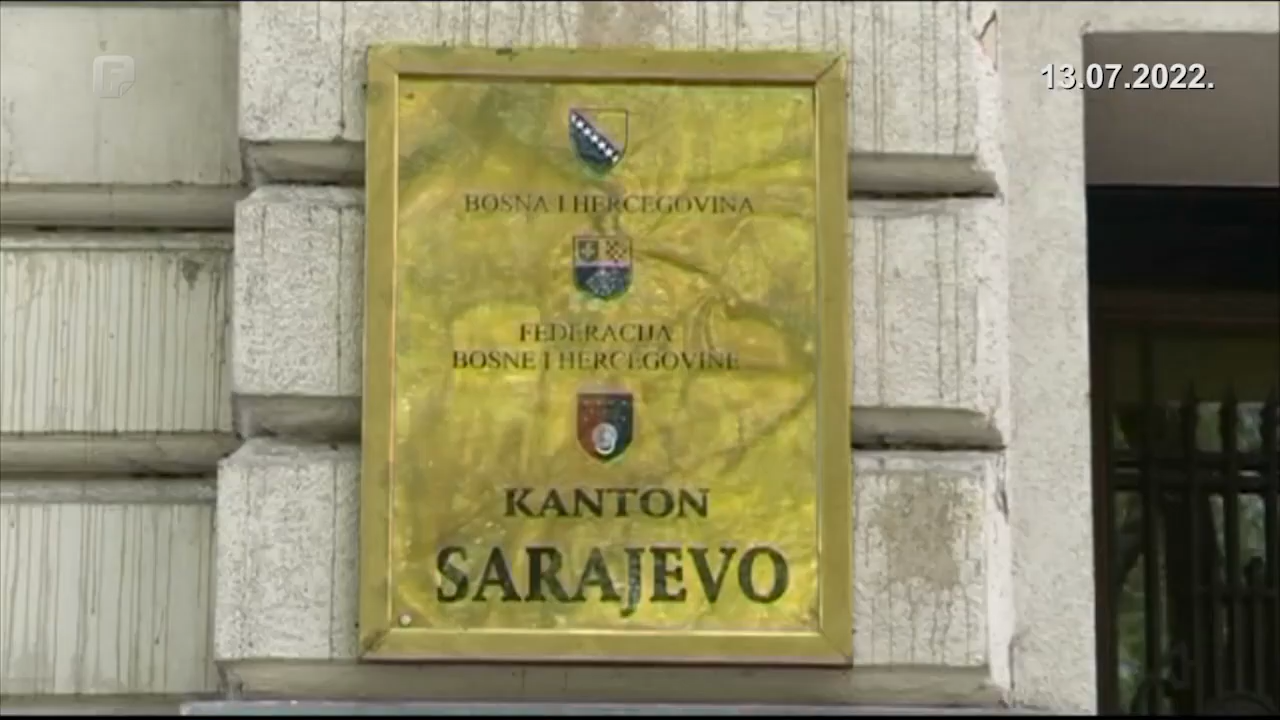 13.07.2022.
BOSNA I HERCEGOVINA
FEDERACIJA
BOSNE I HERCEGOVINE
KANTON
SARAJEVO